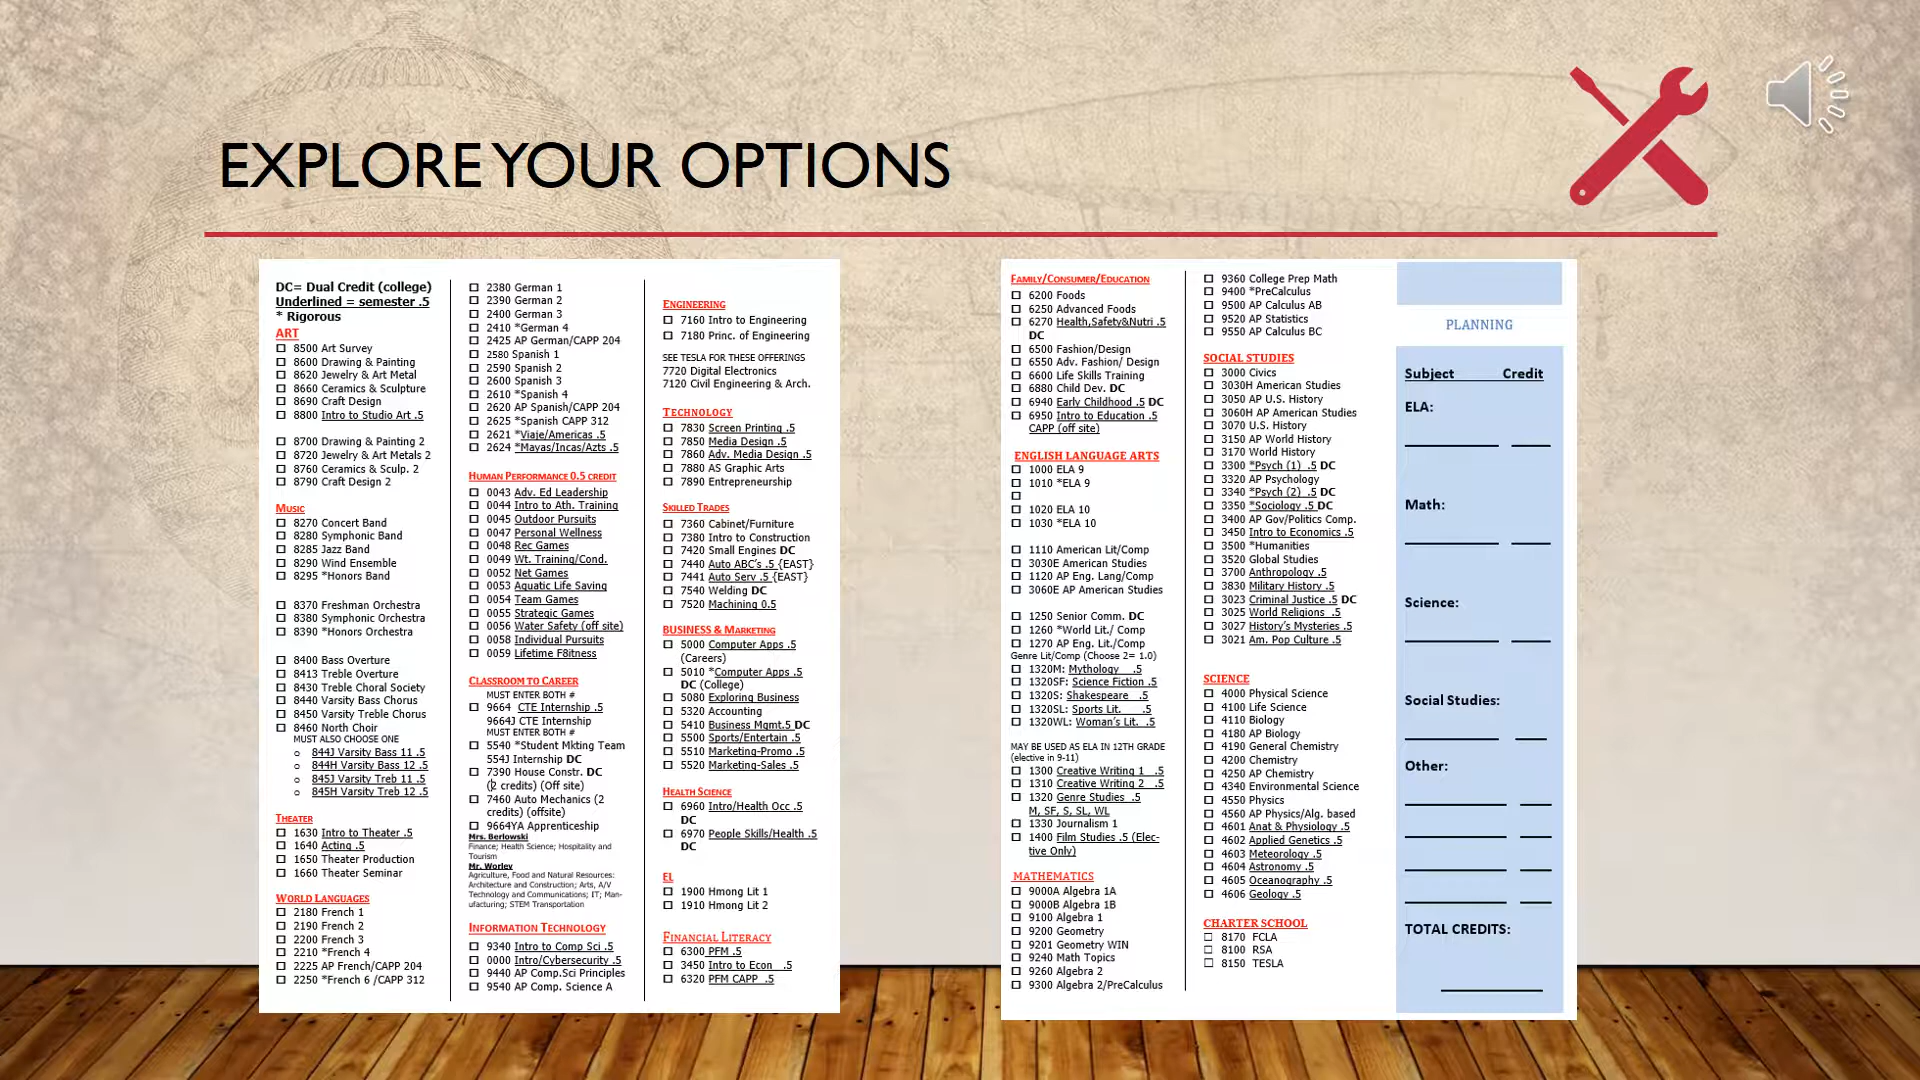 EXPLORE YOUR OPTIONS
DC= Dual Credit (college)
Underlined = semester .5
* Rigorous
ART
8500 Art Survey
8600 Drawing & Painting
8620 Jewelry & Art Metal
8660 Ceramics & Sculpture
8690 Craft Design
8800 Intro to Studio Art .5
8700 Drawing & Painting 2
8720 Jewelry & Art Metals 2
8760 Ceramics & Sculp. 2
8790 Craft Design 2
MUSIC
8270 Concert Band
8280 Symphonic Band
8285 Jazz Band
8290 Wind Ensemble
8295 *Honors Band
8370 Freshman Orchestra
8380 Symphonic Orchestra
8390 *Honors Orchestra
8400 Bass Overture
8413 Treble Overture
8430 Treble Choral Society
8440 Varsity Bass Chorus
8450 Varsity Treble Chorus
8460 North Choir
MUST ALSO CHOOSE ONE
844J Varsity Bass 11 .5
844H Varsity Bass 12 .5
845J Varsity Treb 11 .5
845H Varsity Treb 12 .5
THEATER
1630 Intro to Theater .5
1640 Acting .5
1650 Theater Production
1660 Theater Seminar
WORLD LANGUAGES
2180 French 1
2190 French 2
2200 French 3
2210 *French 4
2225 AP French/CAPP 204
2250 *French 6 /CAPP 312
2380 German 1
2390 German 2
2400 German 3
2410 *German 4
2425 AP German/CAPP 204
2580 Spanish 1
2590 Spanish 2
2600 Spanish 3
2610 *Spanish 4
2620 AP Spanish/CAPP 204
2625 *Spanish CAPP 312
2621 *Viaje/Americas .5
2624 *Mayas/Incas/Azts .5
HUMAN PERFORMANCE 0.5 CREDIT
0043 Adv. Ed Leadership
0044 Intro to Ath. Training
0045 Outdoor Pursuits
0047 Personal Wellness
0048 Rec Games
0049 Wt. Training/Cond.
0052 Net Games
0053 Aquatic Life Saving
0054 Team Games
0055 Strategic Games
0056 Water Safety (off site)
0058 Individual Pursuits
0059 Lifetime F8itness
CLASSROOM TO CAREER
MUST ENTER BOTH #
9664 CTE Internship .5
9664J CTE Internship
MUST ENTER BOTH #
5540 *Student Mkting Team
554J Internship DC
7390 House Constr. DC
(2 credits) (Off site)
7460 Auto Mechanics (2
credits) (offsite)
9664YA Apprenticeship
Mrs. Berlowski
Finance; Health Science; Hospitality and
Tourism
Mr. Worley
Agriculture, Food and Natural Resources:
Architecture and Construction; Arts, A/V
Technology and Communications; IT; Man-
ufacturing; STEM Transportation
INFORMATION TECHNOLOGY
9340 Intro to Comp Sci .5
0000 Intro/Cybersecurity .5
9440 AP Comp.Sci Principles
9540 AP Comp. Science A
ENGINEERING
7160 Intro to Engineering
7180 Princ. of Engineering
SEE TESLA FOR THESE OFFERINGS
7720 Digital Electronics
7120 Civil Engineering & Arch.
TECHNOLOGY
7830 Screen Printing .5
7850 Media Design .5
7860 Adv. Media Design .5
7880 AS Graphic Arts
7890 Entrepreneurship
SKILLED TRADES
7360 Cabinet/Furniture
7380 Intro to Construction
7420 Small Engines DC
7440 Auto ABC's .5 {EAST}
7441 Auto Serv .5 {EAST}
7540 Welding DC
7520 Machining 0.5
BUSINESS & MARKETING
5000 Computer Apps .5
(Careers)
5010 *Computer Apps .5
DC (College)
5080 Exploring Business
5320 Accounting
5410 Business Mgmt.5 DC
5500 Sports/Entertain .5
5510 Marketing-Promo .5
5520 Marketing-Sales .5
HEALTH SCIENCE
6960 Intro/Health Occ .5
DC
6970 People Skills/Health .5
DC
EL
1900 Hmong Lit 1
1910 Hmong Lit 2
FINANCIAL LITERACY
6300 PFM .5
3450 Intro to Econ .5
6320 PFM CAPP .5
FAMILY/CONSUMER/EDUCATION
6200 Foods
6250 Advanced Foods
6270 Health,Safety&Nutri .5
DC
6500 Fashion/Design
6550 Adv. Fashion/ Design
6600 Life Skills Training
6880 Child Dev. DC
6940 Early Childhood .5 DC
6950 Intro to Education .5
CAPP (off site)
ENGLISH LANGUAGE ARTS
1000 ELA 9
1010 *ELA 9
1020 ELA 10
1030 *ELA 10
1110 American Lit/Comp
3030E American Studies
1120 AP Eng. Lang/Comp
3060E AP American Studies
1250 Senior Comm. DC
1260 *World Lit./ Comp
1270 AP Eng. Lit./Comp
Genre Lit/Comp (Choose 2= 1.0)
1320M: Mythology .5
1320SF: Science Fiction .5
1320S: Shakespeare .5
1320SL: Sports Lit. .5
1320WL: Woman's Lit. .5
MAY BE USED AS ELA IN 12TH GRADE
(elective in 9-11)
1300 Creative Writing 1 .5
1310 Creative Writing 2 .5
1320 Genre Studies .5
M, SF, S, SL, WL
1330 Journalism 1
1400 Film Studies .5 (Elec-
tive Only)
MATHEMATICS
9000A Algebra 1A
9000B Algebra 1B
9100 Algebra 1
9200 Geometry
9201 Geometry WIN
9240 Math Topics
9260 Algebra 2
9300 Algebra 2/PreCalculus
9360 College Prep Math
9400 *PreCalculus
9500 AP Calculus AB
9520 AP Statistics
9550 AP Calculus BC
SOCIAL STUDIES
3000 Civics
3030H American Studies
3050 AP U.S. History
3060H AP American Studies
3070 U.S. History
3150 AP World History
3170 World History
3300 *Psych (1) .5 DC
3320 AP Psychology
3340 *Psych (2) .5 DC
3350 *Sociology .5 DC
3400 AP Gov/Politics Comp.
3450 Intro to Economics .5
3500 *Humanities
3520 Global Studies
3700 Anthropology .5
3830 Military History .5
3023 Criminal Justice .5 DC
3025 World Religions .5
3027 History's Mysteries .5
3021 Am. Pop Culture .5
SCIENCE
4000 Physical Science
4100 Life Science
4110 Biology
4180 AP Biology
4190 General Chemistry
4200 Chemistry
4250 AP Chemistry
4340 Environmental Science
4550 Physics
4560 AP Physics/Alg. based
4601 Anat & Physiology .5
4602 Applied Genetics .5
4603 Meteorology .5
4604 Astronomy .5
4605 Oceanography .5
4606 Geology .5
CHARTER SCHOOL
8170 FCLA
8100 RSA
8150 TESLA
PLANNING
Subject Credit
ELA:
Math:
Science:
Social Studies:
Other:
TOTAL CREDITS: